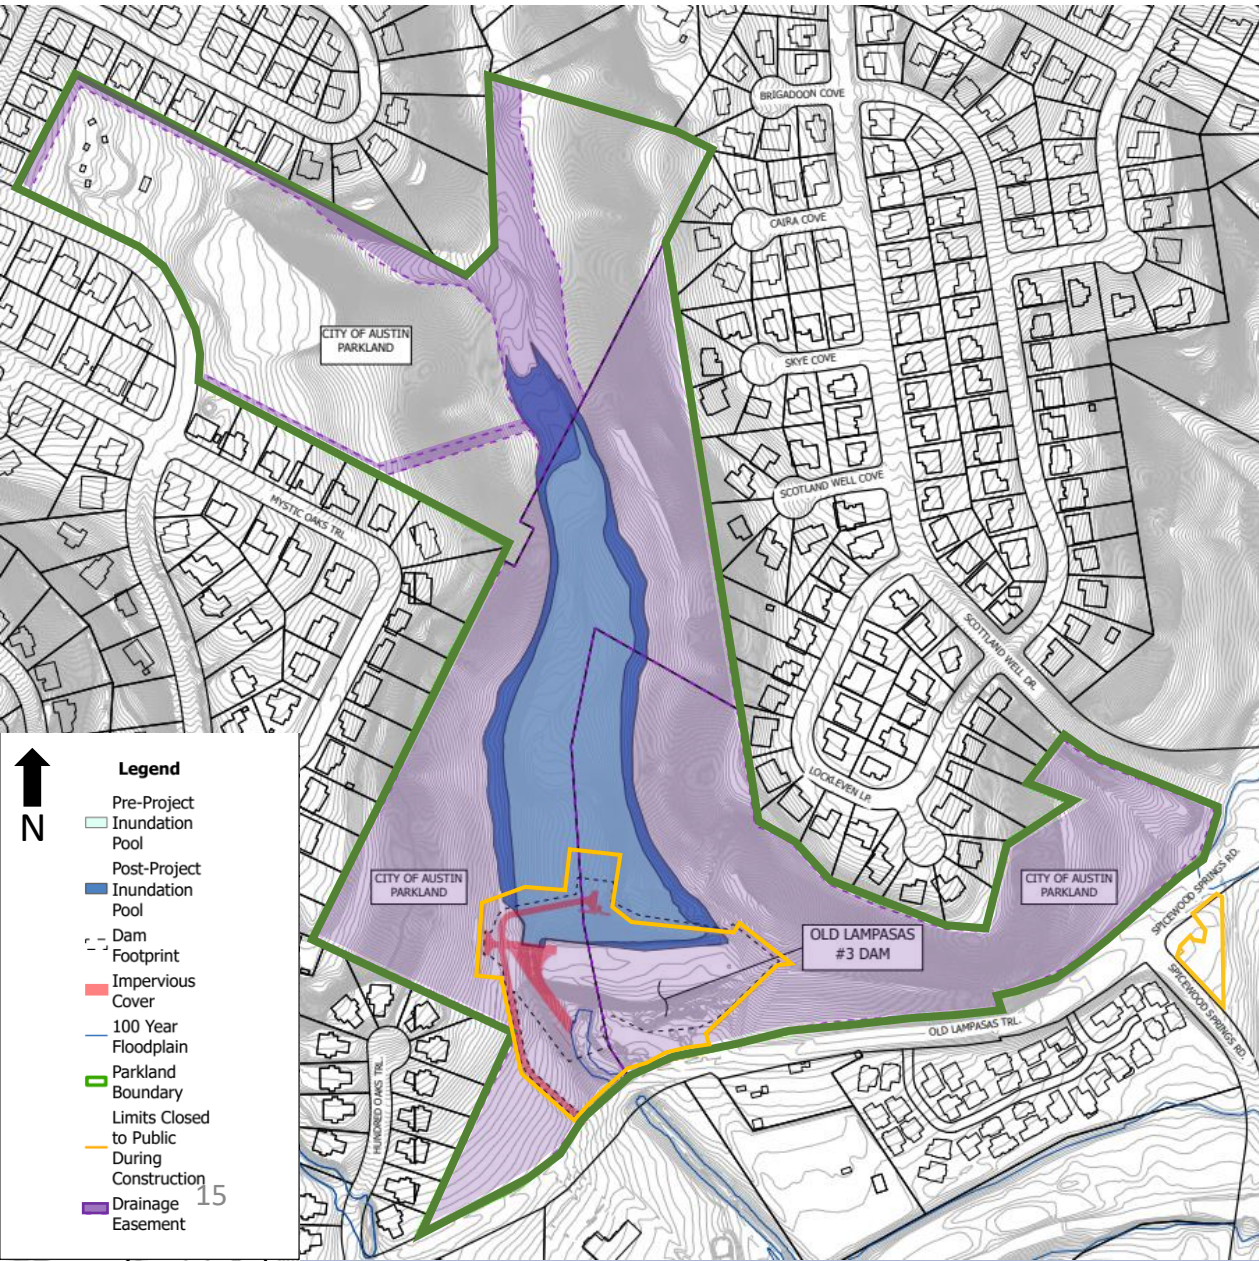 BRIGADOON COVE
CAIRA COVE
CITY OF AUSTIN
PARKLAND
SKYE COVE
SCOTLAND WELL COVE
MYSTIC OAKS TRL.
SCOTLAND WELL DR.
LOCKLEVEN LP.
CITY OF AUSTIN
PARKLAND
CITY OF AUSTIN
PARKLAND
OLD LAMPASAS
#3 DAM
SPICEWOOD SPRINGS RD.
SPICEWOOD SPRINGS RD.
OLD LAMPASAS TRL.
HUNDRED OAKS TRL.
N
Legend
Pre-Project
Inundation
Pool
Post-Project
Inundation
Pool
Dam
Footprint
Impervious
Cover
100 Year
Floodplain
Parkland
Boundary
Limits Closed
to Public
During
Construction
Drainage
Easement
15